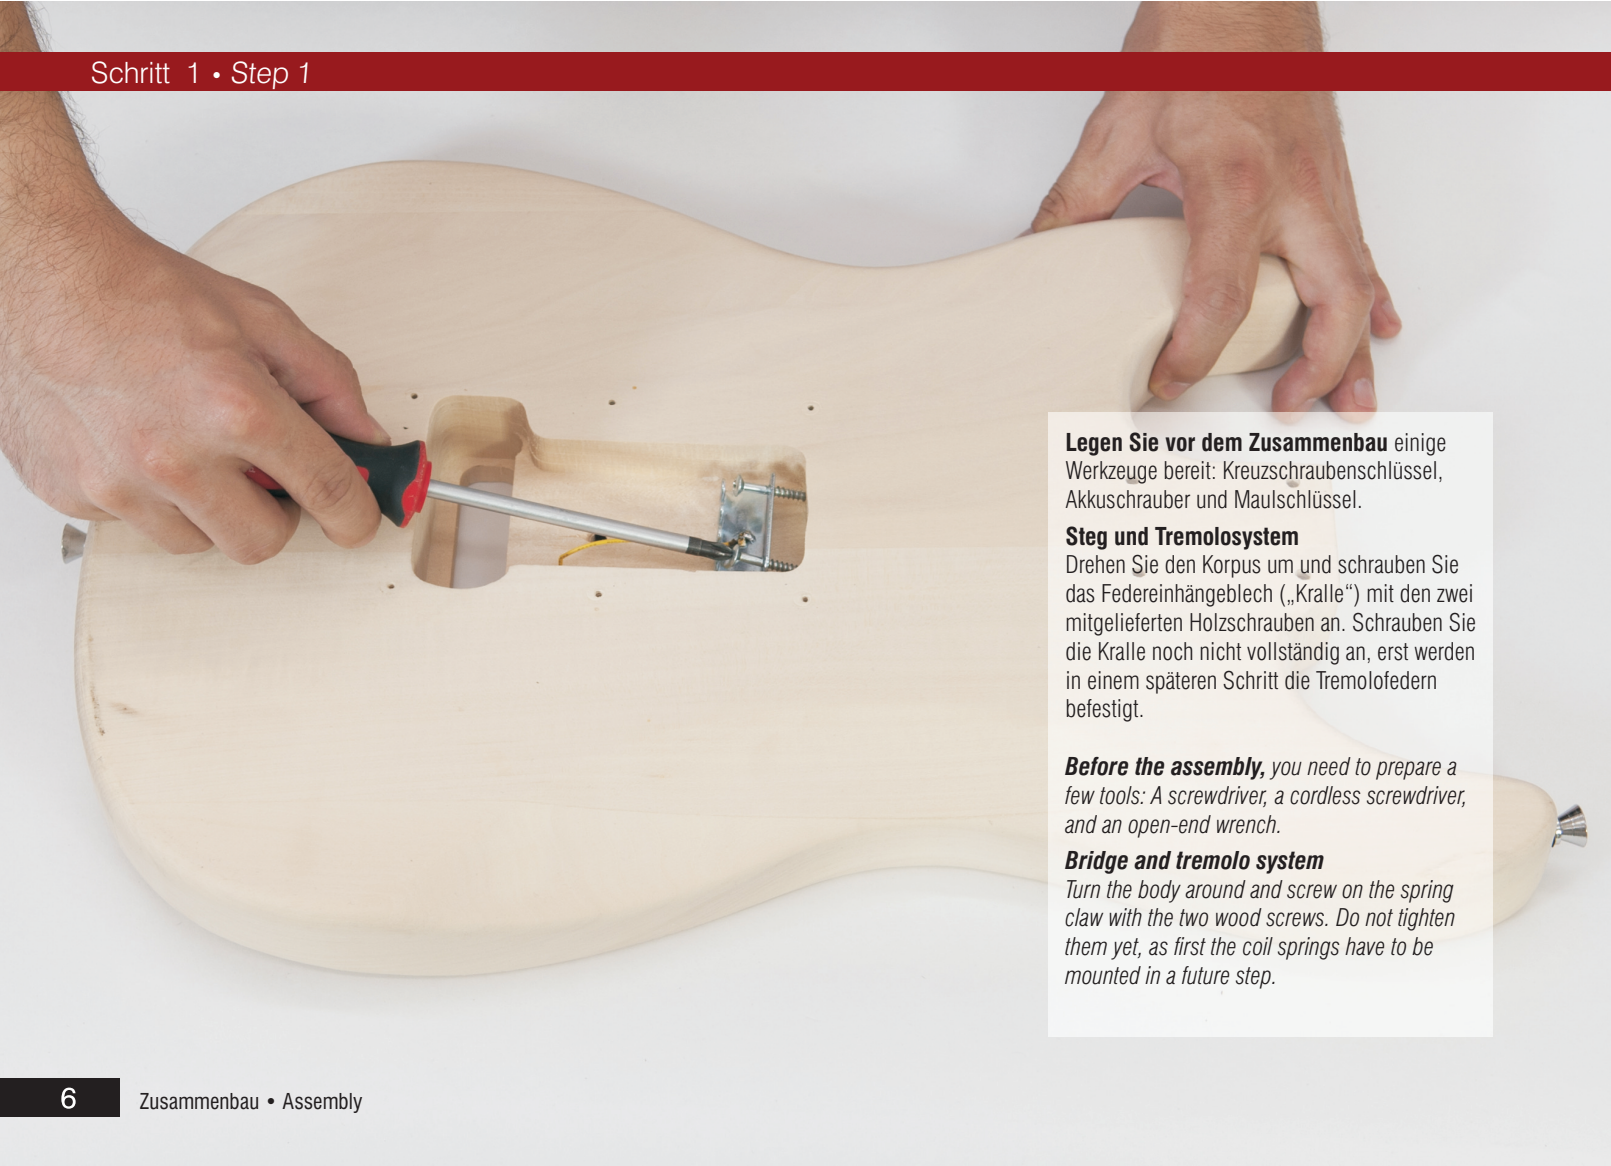 Schritt 1 • Step 1
Legen Sie vor dem Zusammenbau einige
Werkzeuge bereit: Kreuzschraubenschlüssel,
Akkuschrauber und Maulschlüssel.
Steg und Tremolosystem
Drehen Sie den Korpus um und schrauben Sie
das Federeinhängeblech („Kralle“) mit den zwei
mitgelieferten Holzschrauben an. Schrauben Sie
die Kralle noch nicht vollständig an, erst werden
in einem späteren Schritt die Tremolofedern
befestigt.
Before the assembly, you need to prepare a
few tools: A screwdriver, a cordless screwdriver,
and an open-end wrench.
Bridge and tremolo system
Turn the body around and screw on the spring
claw with the two wood screws. Do not tighten
them yet, as first the coil springs have to be
mounted in a future step.
6 Zusammenbau • Assembly